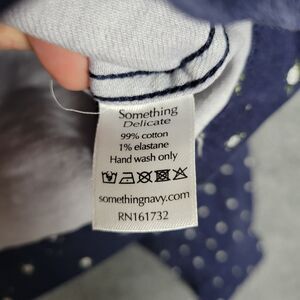 Something
Delicate
99% cotton
1% elastane
Hand wash only
somethingnavy.com
RN161732